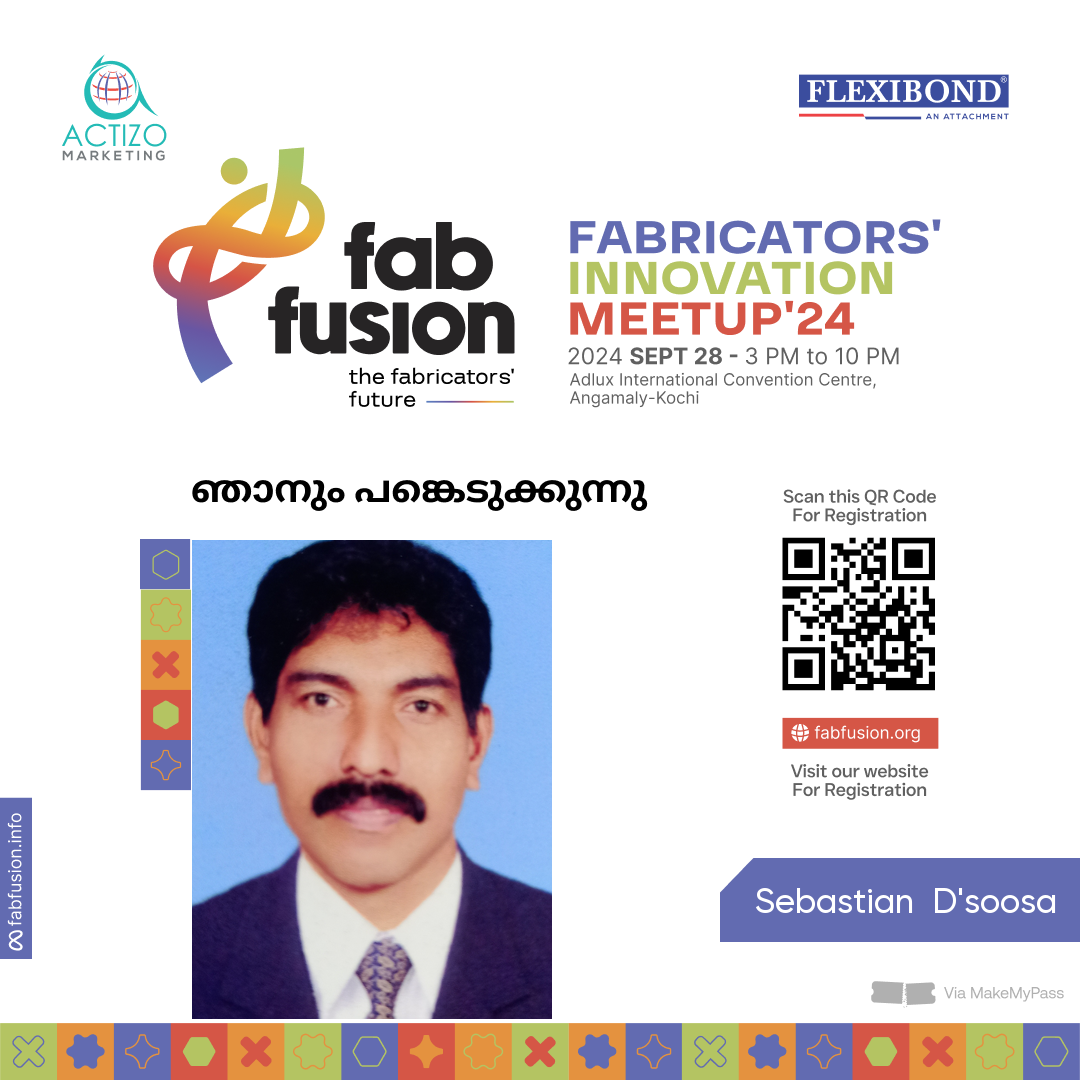 ACTIZO
MARKETING
FLEXIBOND®
AN ATTACHMENT
fab
fusion
the fabricators'
future
FABRICATORS'
INNOVATION
MEETUP'24
2024 SEPT 28 - 3 PM to 10 PM
Adlux International Convention Centre,
Angamaly-Kochi
ഞാനും പങ്കെടുക്കുന്നു
Scan this QR Code
For Registration
fabfusion.org
Visit our website
For Registration
fabfusion.info
Sebastian D'soosa
Via MakeMyPass